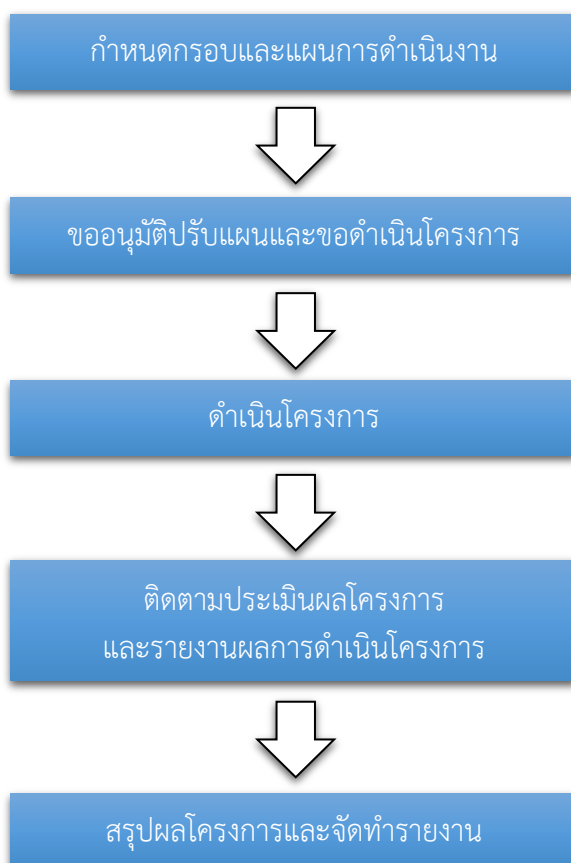 กำหนดกรอบและแผนการดำเนินงาน
ขออนุมัติปรับแผนและขอดำเนินโครงการ
ดำเนินโครงการ
ติดตามประเมินผลโครงการ
และรายงานผลการดำเนินโครงการ
สรุปผลโครงการและจัดทำรายงาน